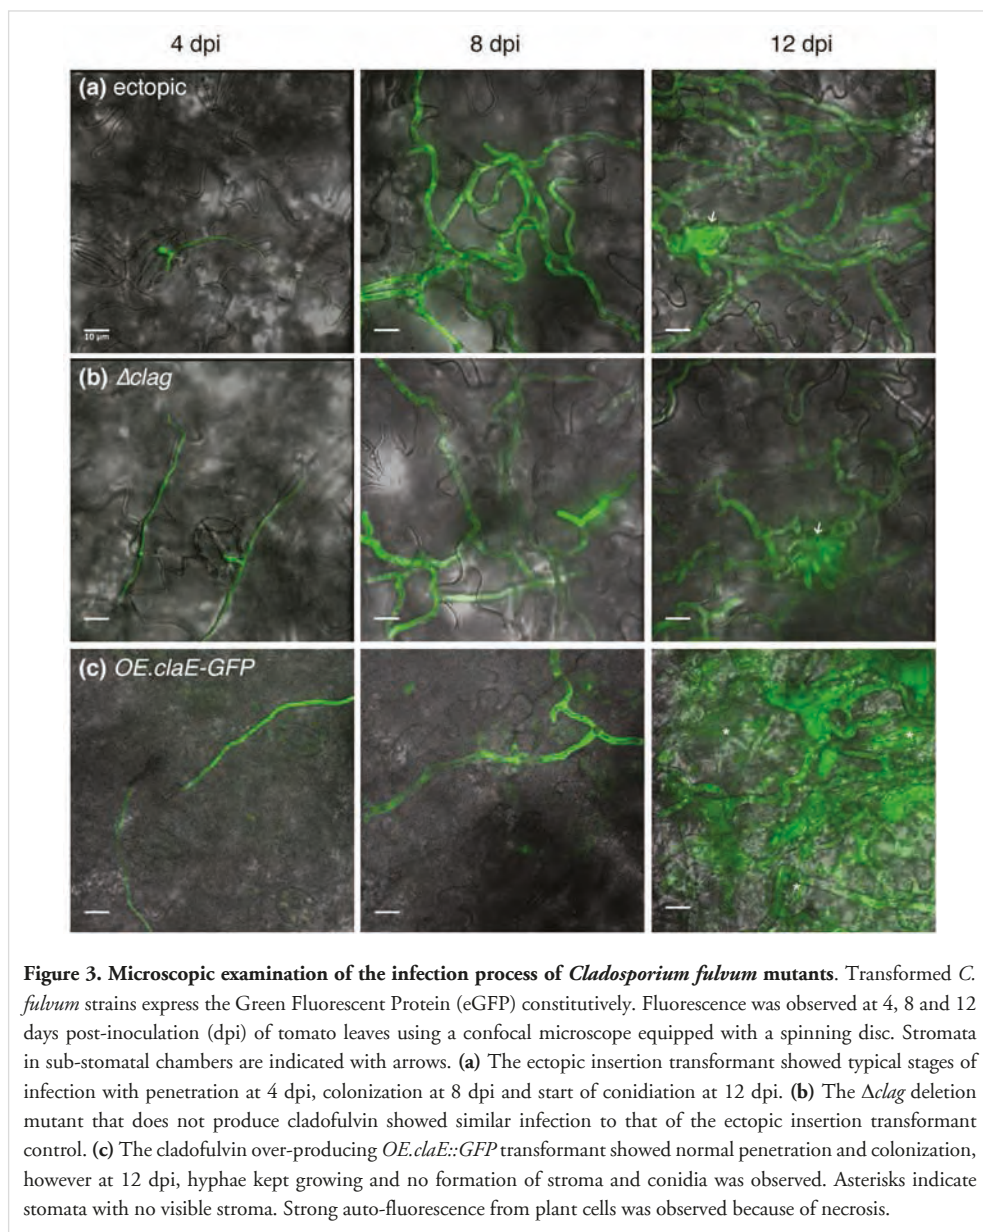 4 dpi 8 dpi 12 dpi
(a) ectopic
10 µm
(b) Δclag
(c) OE.claE-GFP
Figure 3. Microscopic examination of the infection process of Cladosporium fulvum mutants. Transformed C.
fulvum strains express the Green Fluorescent Protein (eGFP) constitutively. Fluorescence was observed at 4, 8 and 12
days post-inoculation (dpi) of tomato leaves using a confocal microscope equipped with a spinning disc. Stromata
in sub-stomatal chambers are indicated with arrows. (a) The ectopic insertion transformant showed typical stages of
infection with penetration at 4 dpi, colonization at 8 dpi and start of conidiation at 12 dpi. (b) The Δclag deletion
mutant that does not produce cladofulvin showed similar infection to that of the ectopic insertion transformant
control. (c) The cladofulvin over-producing OE.claE::GFP transformant showed normal penetration and colonization,
however at 12 dpi, hyphae kept growing and no formation of stroma and conidia was observed. Asterisks indicate
stomata with no visible stroma. Strong auto-fluorescence from plant cells was observed because of necrosis.